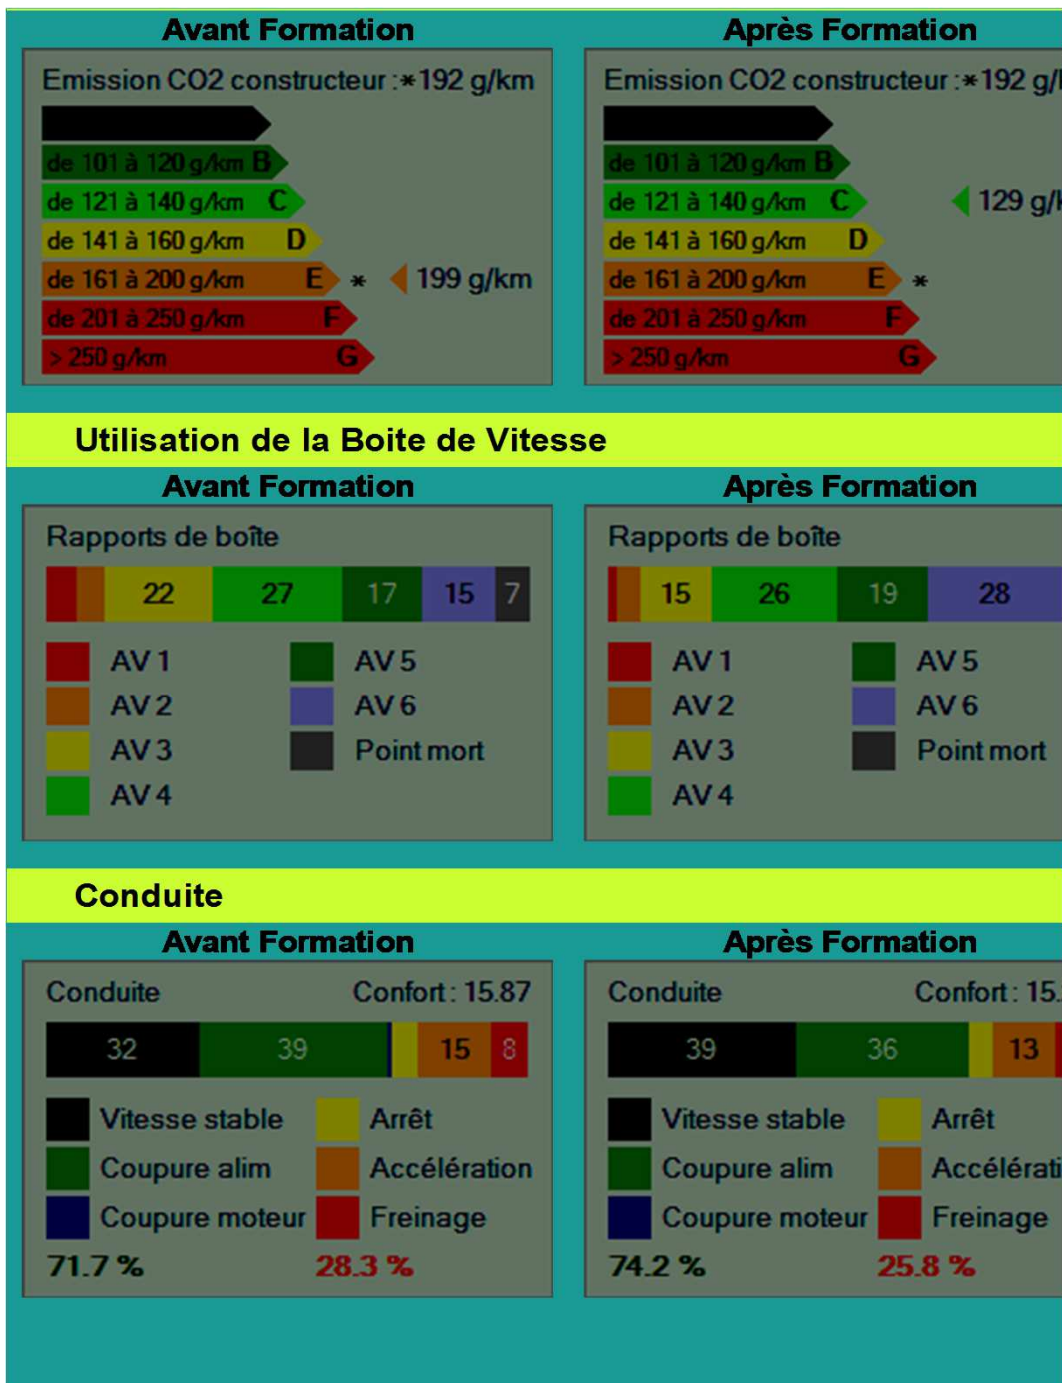 Avant Formation
Après Formation
Emission CO2 constructeur :*192 g/km
de 101 à 120 g/km B
de 121 à 140 g/km C
de 141 à 160 g/km D
de 161 à 200 g/km E * 199 g/km
de 201 à 250 g/km F
> 250 g/km G
Emission CO2 constructeur :*192 g/
de 101 à 120 g/km B
de 121 à 140 g/km C 129 g/
de 141 à 160 g/km D
de 161 à 200 g/km E *
de 201 à 250 g/km F
> 250 g/km G
Utilisation de la Boite de Vitesse
Avant Formation
Après Formation
Rapports de boîte
22 27 17 15 7
AV 1 AV 5
AV 2 AV 6
AV 3 Point mort
AV 4
Rapports de boîte
15 26 19 28
AV 1 AV 5
AV 2 AV 6
AV 3 Point mort
AV 4
Conduite
Avant Formation
Après Formation
Conduite Confort : 15.87
32 39 15 8
Vitesse stable Arrêt
Coupure alim Accélération
Coupure moteur Freinage
71.7 % 28.3 %
Conduite Confort : 15.
39 36 13
Vitesse stable Arrêt
Coupure alim Accélérati
Coupure moteur Freinage
74.2 % 25.8 %